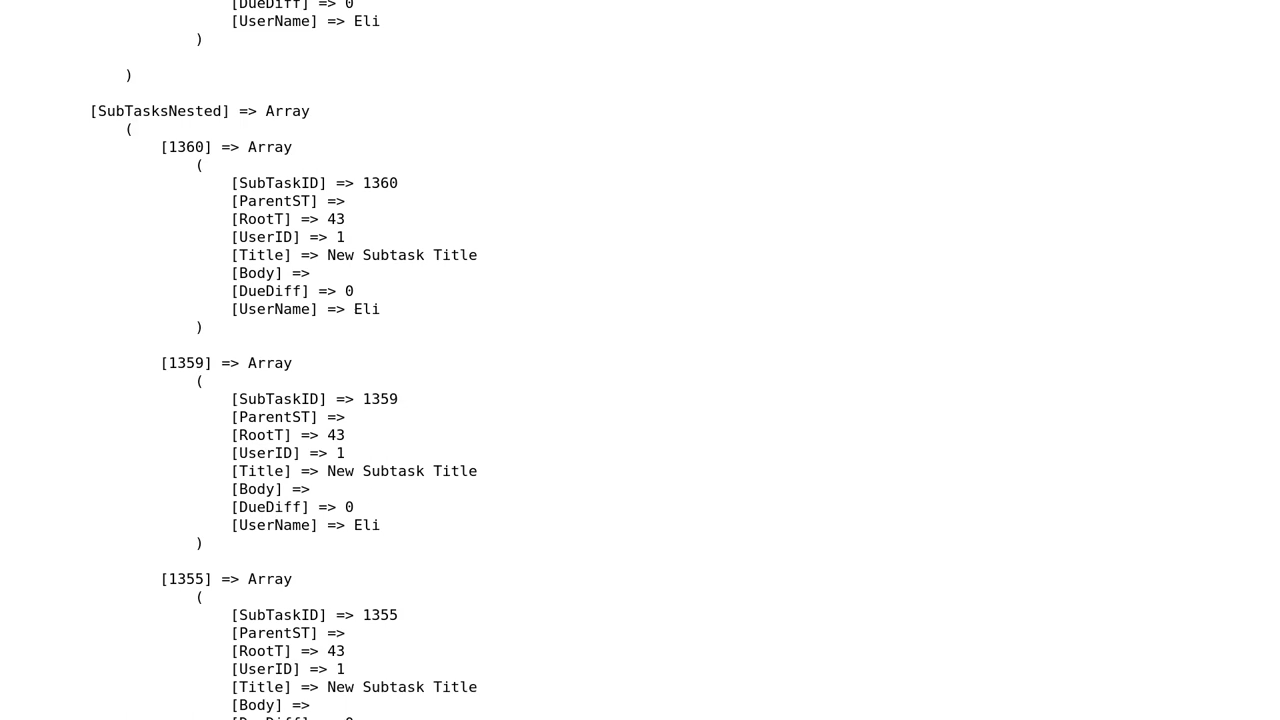 [DueDiff] => 0
[UserName] => Eli
)
)
[SubTasksNested] => Array
(
[1360] => Array
(
[SubTaskID] => 1360
[ParentST] =>
[RootT] => 43
[UserID] => 1
[Title] => New Subtask Title
[Body] =>
[DueDiff] => 0
[UserName] => Eli
)
[1359] => Array
(
[SubTaskID] => 1359
[ParentST] =>
[RootT] => 43
[UserID] => 1
[Title] => New Subtask Title
[Body] =>
[DueDiff] => 0
[UserName] => Eli
)
[1355] => Array
(
[SubTaskID] => 1355
[ParentST] =>
[RootT] => 43
[UserID] => 1
[Title] => New Subtask Title
[Body] =>
[DueDiff] => 0